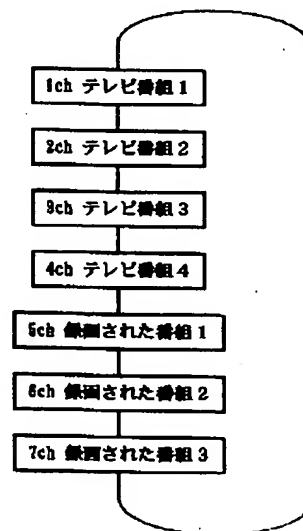 1ch テレビ番組1
2ch テレビ番組2
3ch テレビ番組3
4ch テレビ番組4
5ch 録画された番組1
6ch 録画された番組2
7ch 録画された番組3